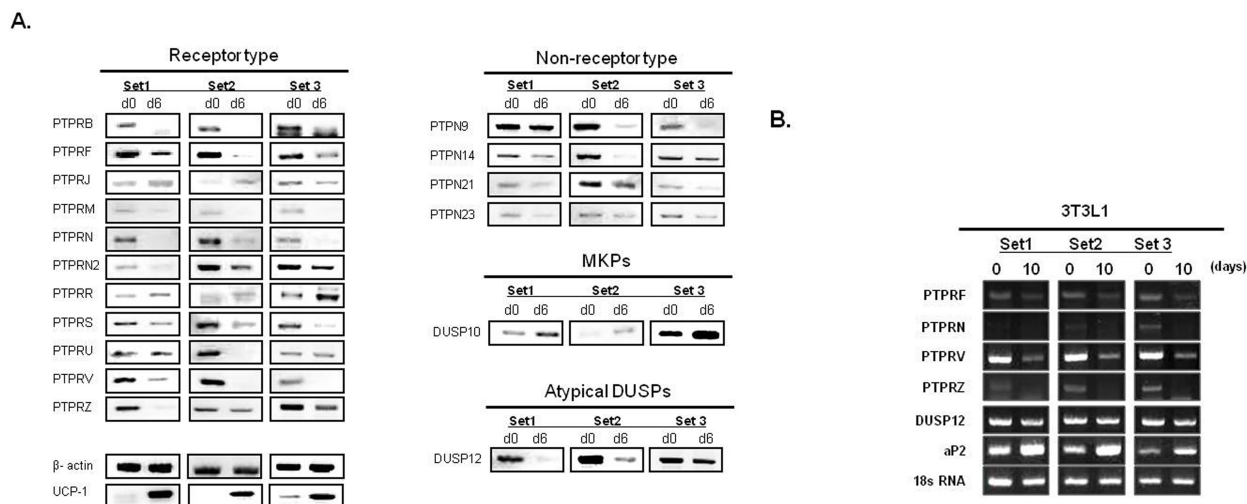 A.
Receptor type
Set1 Set2 Set 3
d0 d6 d0 d6 d0 d6
PTPRB
PTPRF
PTPRJ
PTPRM
PTPRN
PTPRN2
PTPRR
PTPRS
PTPRU
PTPRV
PTPRZ
β- actin
UCP-1
Non-receptor type
Set1 Set2 Set 3
d0 d6 d0 d6 d0 d6
PTPN9
PTPN14
PTPN21
PTPN23
MKPs
Set1 Set2 Set 3
d0 d6 d0 d6 d0 d6
DUSP10
Atypical DUSPs
Set1 Set2 Set 3
d0 d6 d0 d6 d0 d6
DUSP12
B.
3T3L1
Set1 Set2 Set 3
0 10 0 10 0 10 (days)
PTPRF
PTPRN
PTPRV
PTPRZ
DUSP12
aP2
18s RNA